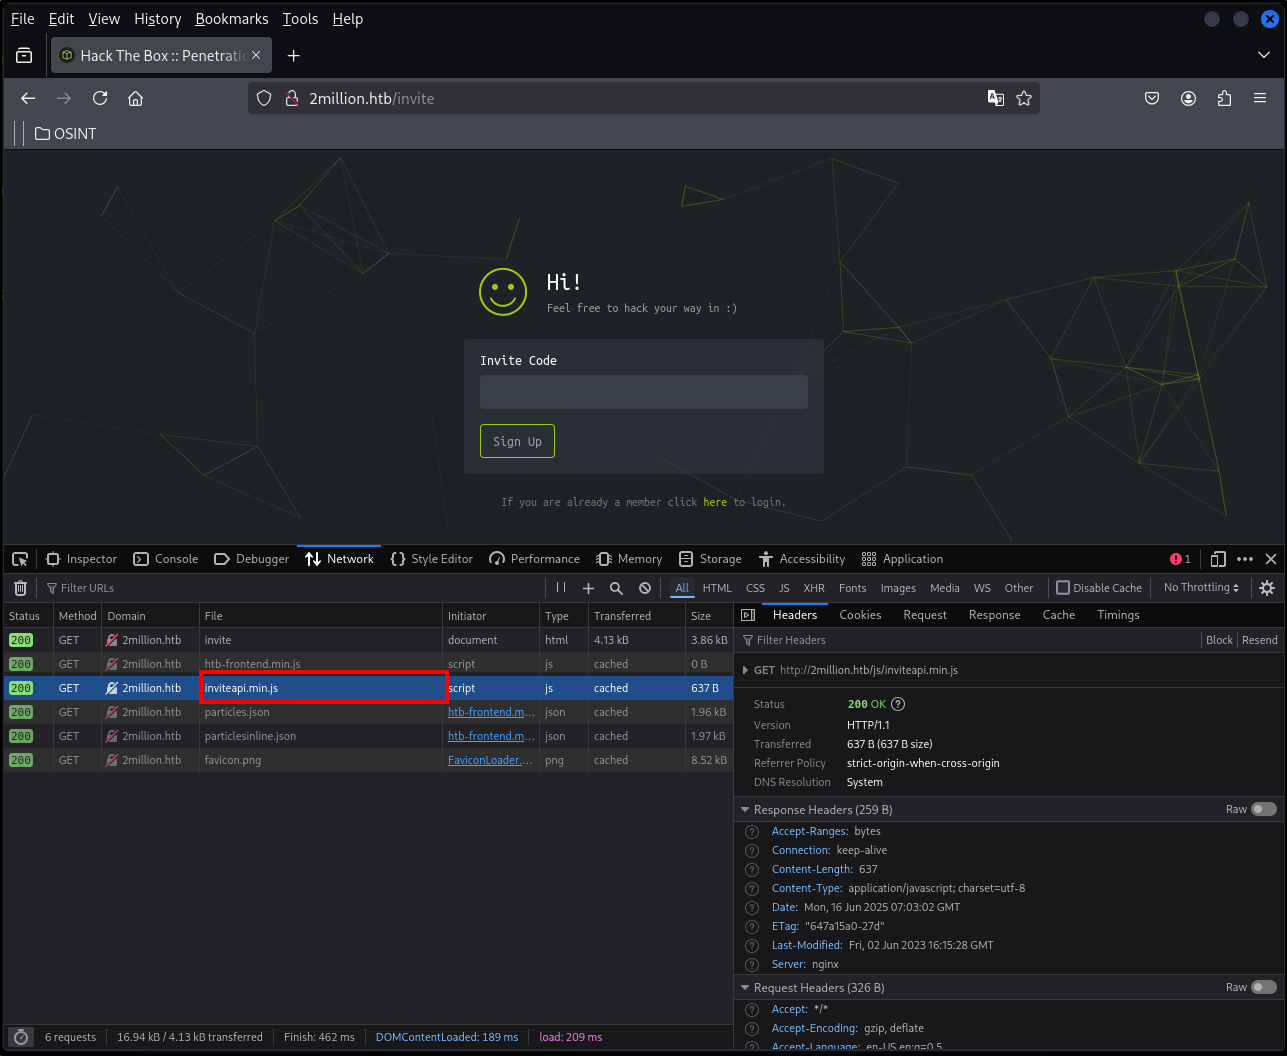 File Edit View History Bookmarks Tools Help
Hack The Box :: Penetratic
2million.htb/invite
OSINT
Hi!
Feel free to hack your way in :)
Invite Code
Sign Up
If you are already a member click here to login.
Inspector Console Debugger Network Style Editor Performance Memory Storage Accessibility Application 1
Filter URLs All HTML CSS JS XHR Fonts Images Media WS Other Disable Cache No Throttling
Status Method Domain File Initiator Type Transferred Size
200 GET 2million.htb invite document html 4.13 kB 3.86 kB
200 GET 2million.htb htb-frontend.min.js script js cached 0 B
200 GET 2million.htb inviteapi.min.js script js cached 637 B
200 GET 2million.htb particles.json htb-frontend.m... json cached 1.96 kB
200 GET 2million.htb particlesinline.json htb-frontend.m... json cached 1.97 kB
200 GET 2million.htb favicon.png FaviconLoader.... png cached 8.52 kB
Headers Cookies Request Response Cache Timings
Filter Headers Block Resend
GET http://2million.htb/js/inviteapi.min.js
Status 200 OK ?
Version HTTP/1.1
Transferred 637 B (637 B size)
Referrer Policy strict-origin-when-cross-origin
DNS Resolution System
Response Headers (259 B) Raw
? Accept-Ranges: bytes
? Connection: keep-alive
? Content-Length: 637
? Content-Type: application/javascript; charset=utf-8
? Date: Mon, 16 Jun 2025 07:03:02 GMT
? ETag: "647a15a0-27d"
? Last-Modified: Fri, 02 Jun 2023 16:15:28 GMT
? Server: nginx
Request Headers (326 B) Raw
? Accept: */*
? Accept-Encoding: gzip, deflate
? Accept-Language: en-US,en;q=0.5
6 requests 16.94 kB / 4.13 kB transferred Finish: 462 ms DOMContentLoaded: 189 ms load: 209 ms